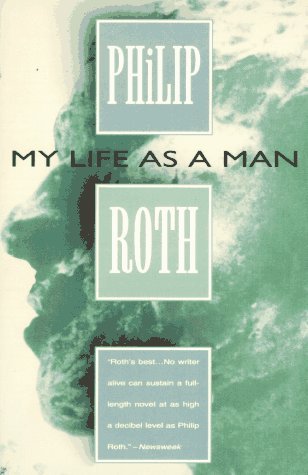 PHiLIP
MY LIFE AS A MAN
ROTH
"Roth's best...No writer
alive can sustain a full-
length novel at as high
a decibel level as Philip
Roth."–Newsweek